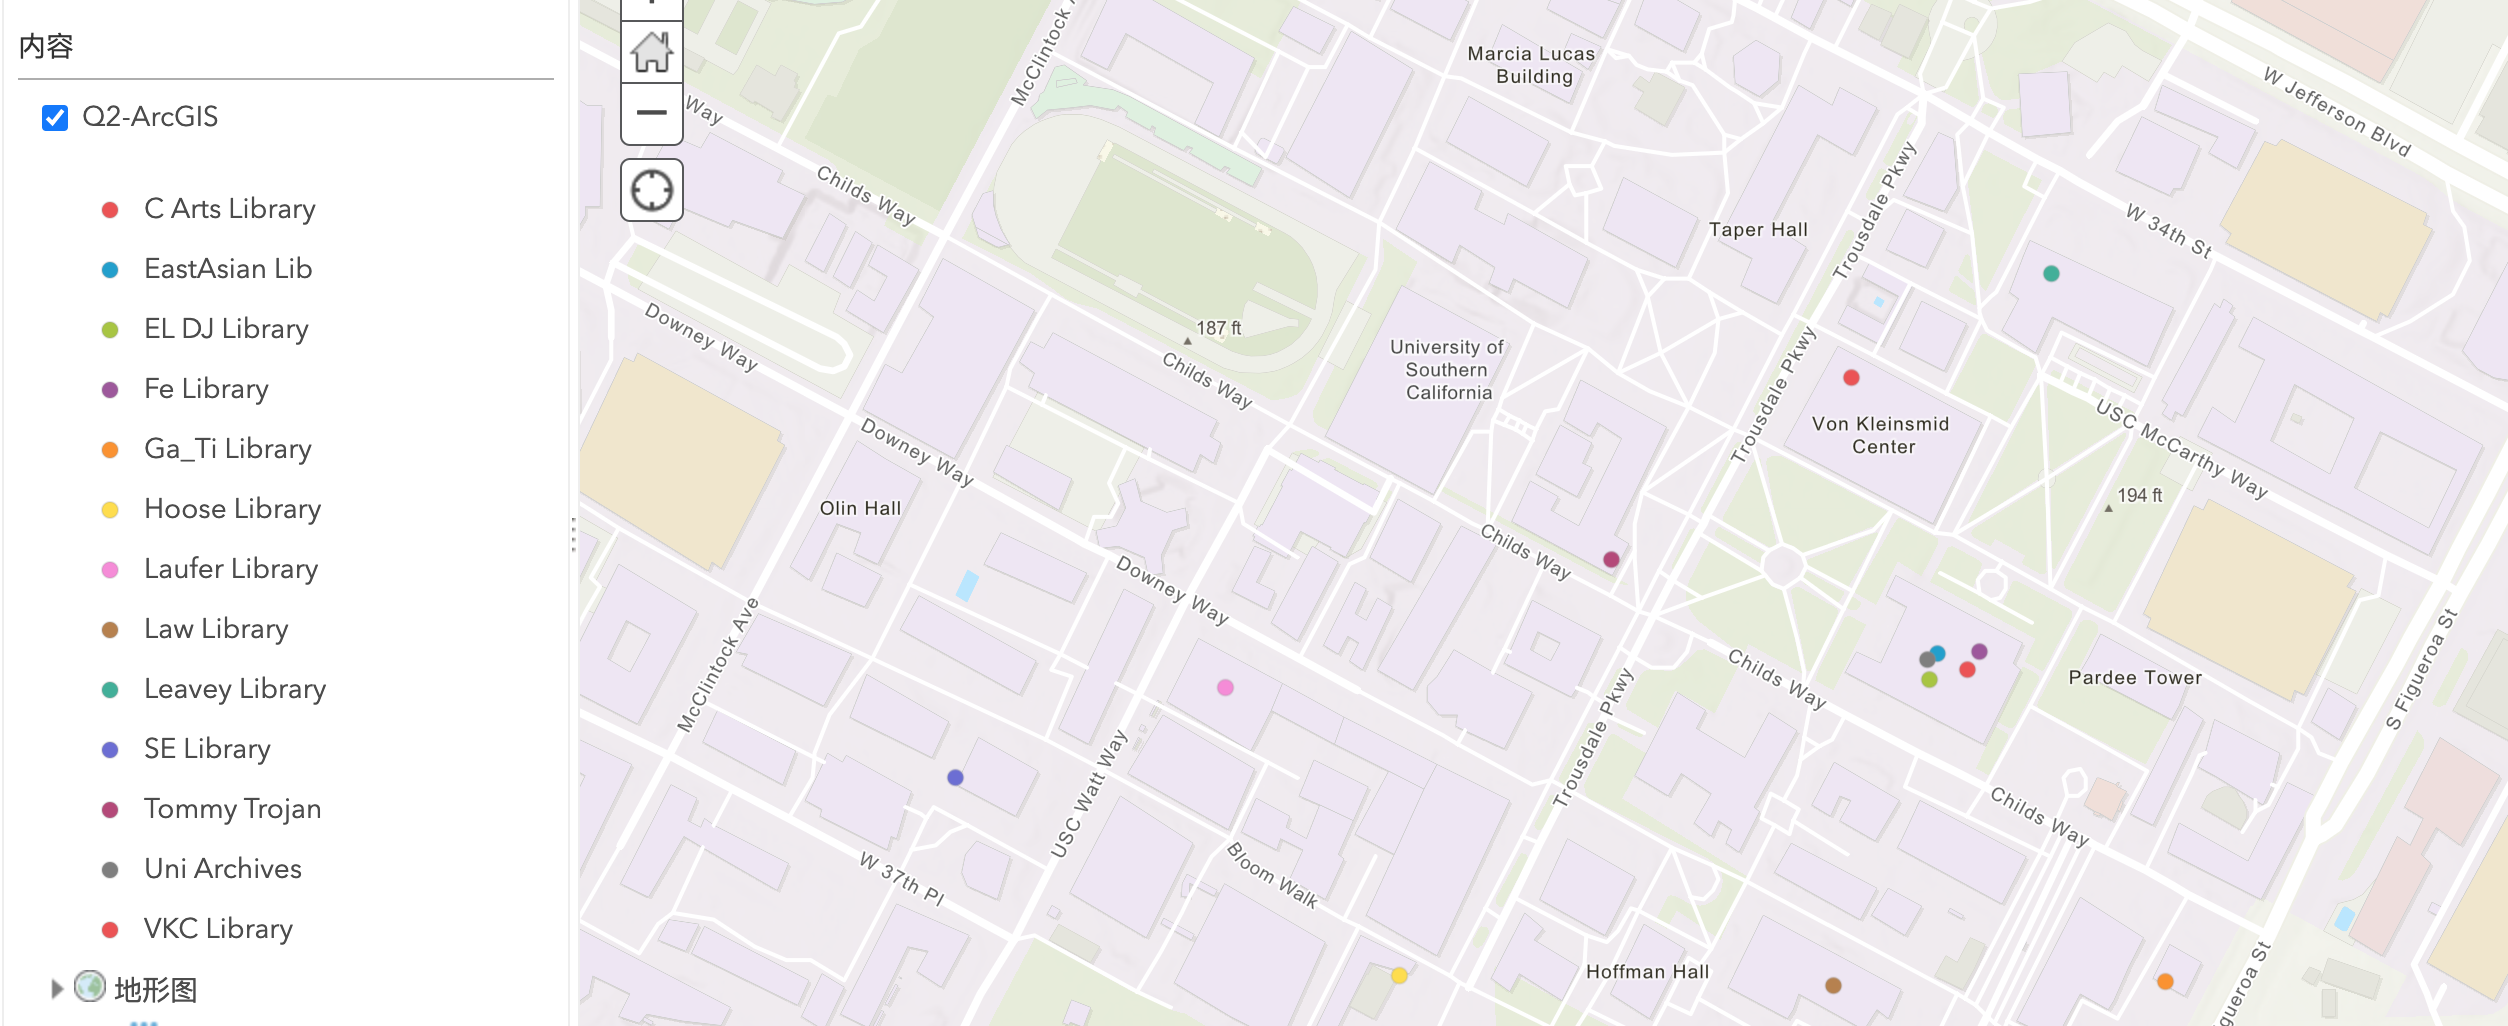 内容
Q2-ArcGIS
C Arts Library
EastAsian Lib
EL DJ Library
Fe Library
Ga_Ti Library
Hoose Library
Laufer Library
Law Library
Leavey Library
SE Library
Tommy Trojan
Uni Archives
VKC Library
地形图
McClintock
Marcia Lucas
Building
W Jefferson Blvd
Way
Childs Way
Trousdale Pkwy
Taper Hall
W 34th St
Downey Way
187 ft
Childs Way
University of
Southern
California
Trousdale Pkwy
Von Kleinsmid
Center
USC McCarthy Way
Downey Way
Olin Hall
194 ft
Childs Way
Downey Way
McClintock Ave
S Figueroa St
Childs Way
Pardee Tower
Trousdale Pkwy
USC Watt Way
Childs Way
W 37th Pl
Bloom Walk
Hoffman Hall
gueroa St